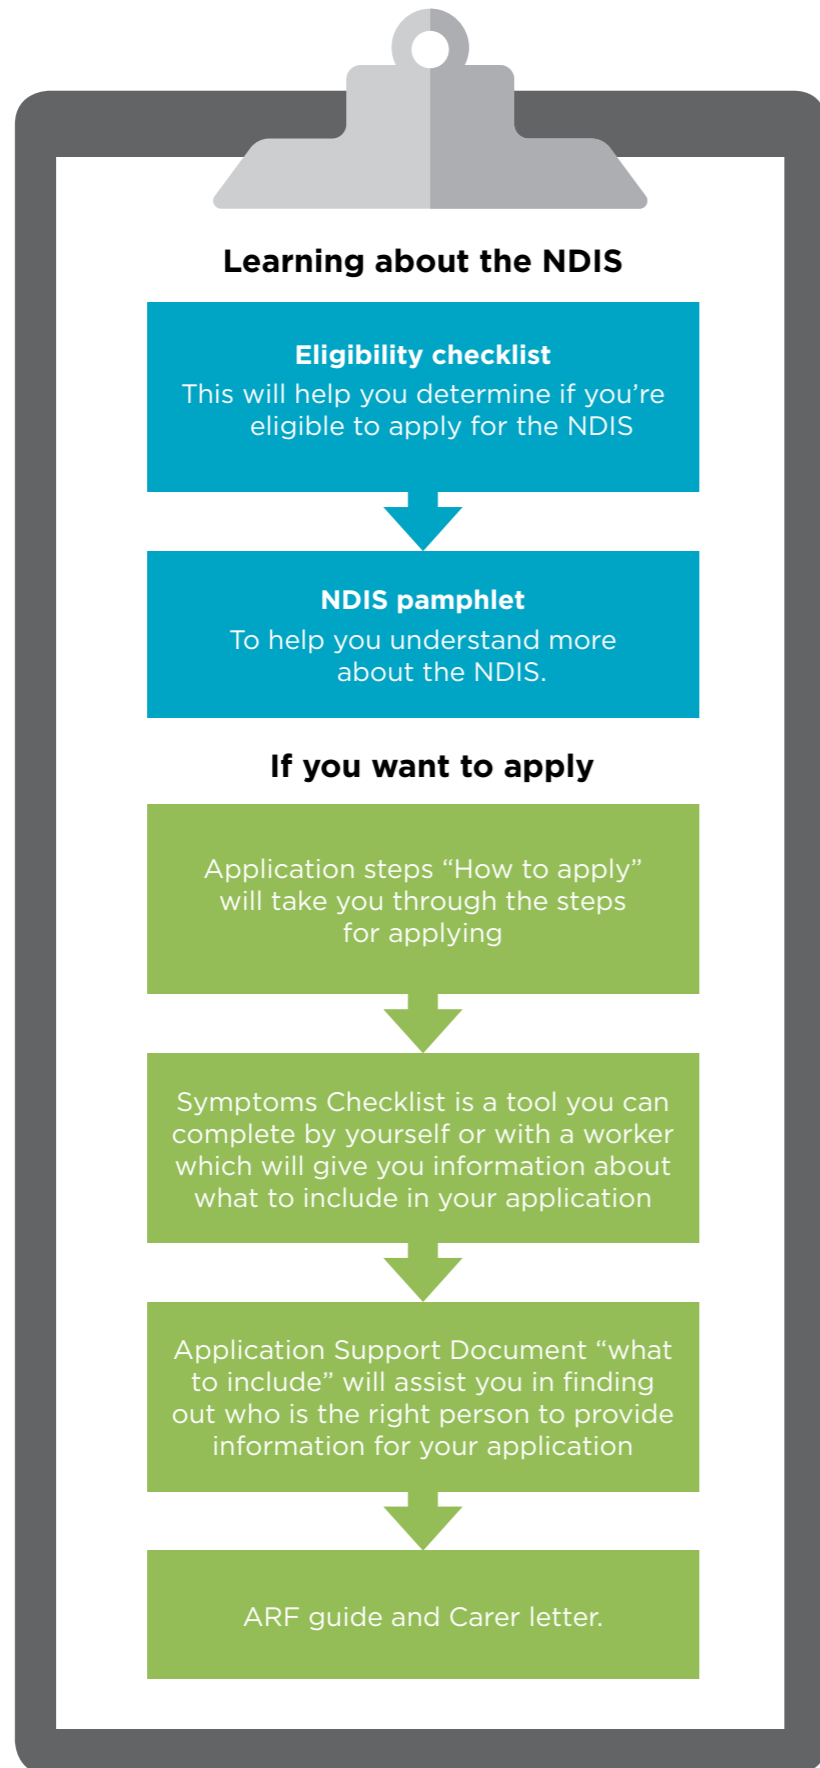 Learning about the NDIS
Eligibility checklist
This will help you determine if you’re
eligible to apply for the NDIS
NDIS pamphlet
To help you understand more
about the NDIS.
If you want to apply
Application steps “How to apply”
will take you through the steps
for applying
Symptoms Checklist is a tool you can
complete by yourself or with a worker
which will give you information about
what to include in your application
Application Support Document “what
to include” will assist you in finding
out who is the right person to provide
information for your application
ARF guide and Carer letter.